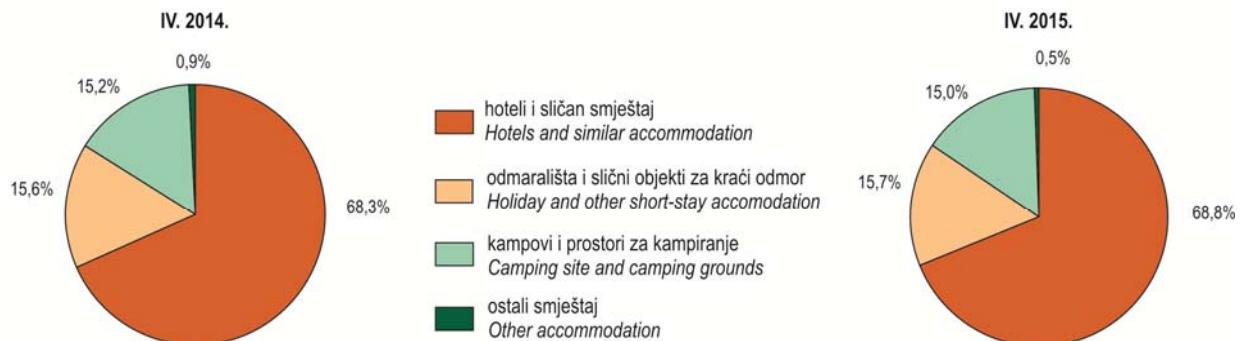 IV. 2014.
0,9%
15,2%
15,6%
68,3%
hoteli i sličan smještaj
Hotels and similar accommodation
odmarališta i slični objekti za kraći odmor
Holiday and other short-stay accomodation
kampovi i prostori za kampiranje
Camping site and camping grounds
ostali smještaj
Other accommodation
IV. 2015.
0,5%
15,0%
15,7%
68,8%